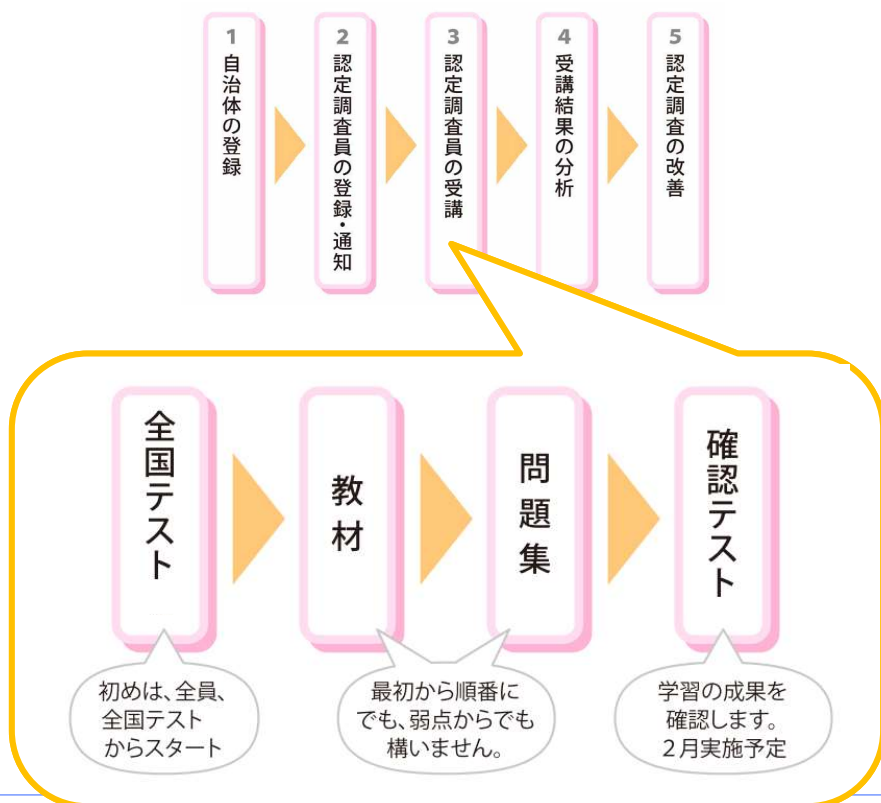 1
自治体の登録
2
認定調査員の登録・通知
3
認定調査員の受講
4
受講結果の分析
5
認定調査の改善
全国テスト
教材
問題集
確認テスト
初めは、全員、
全国テスト
からスタート
最初から順番に
でも、弱点からでも
構いません。
学習の成果を
確認します。
２月実施予定